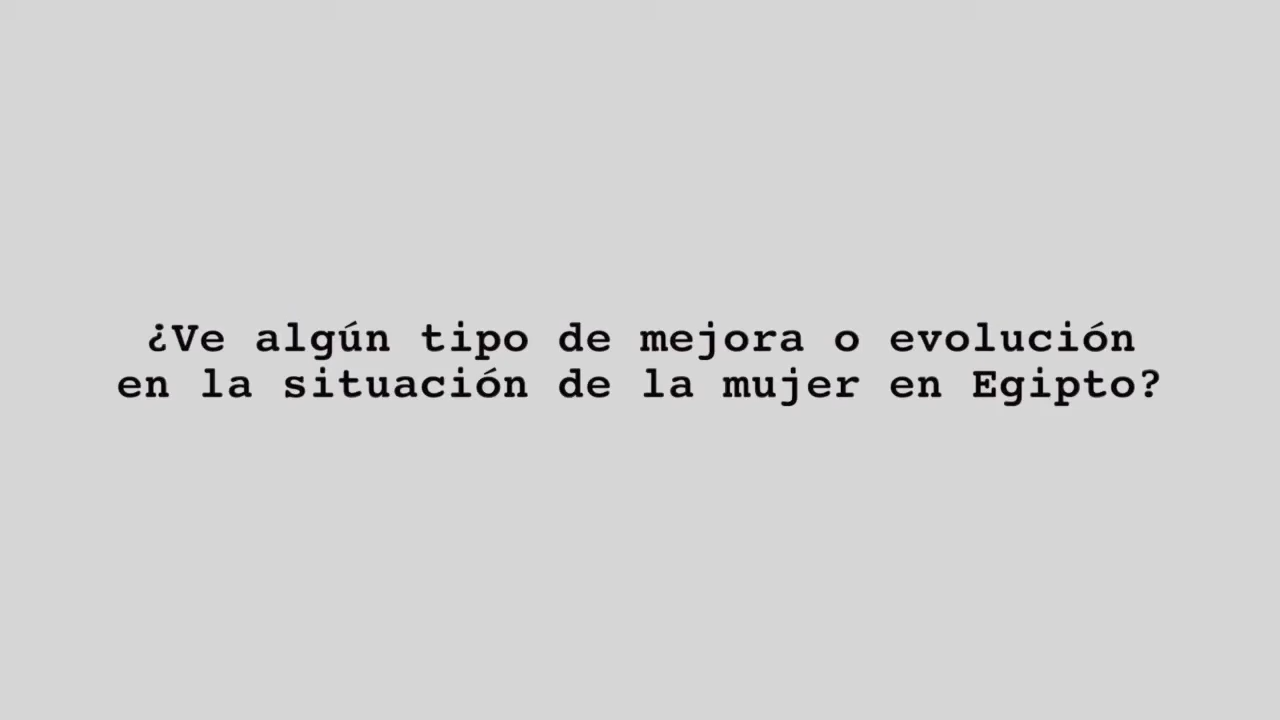 ¿Ve algún tipo de mejora o evolución
en la situación de la mujer en Egipto?